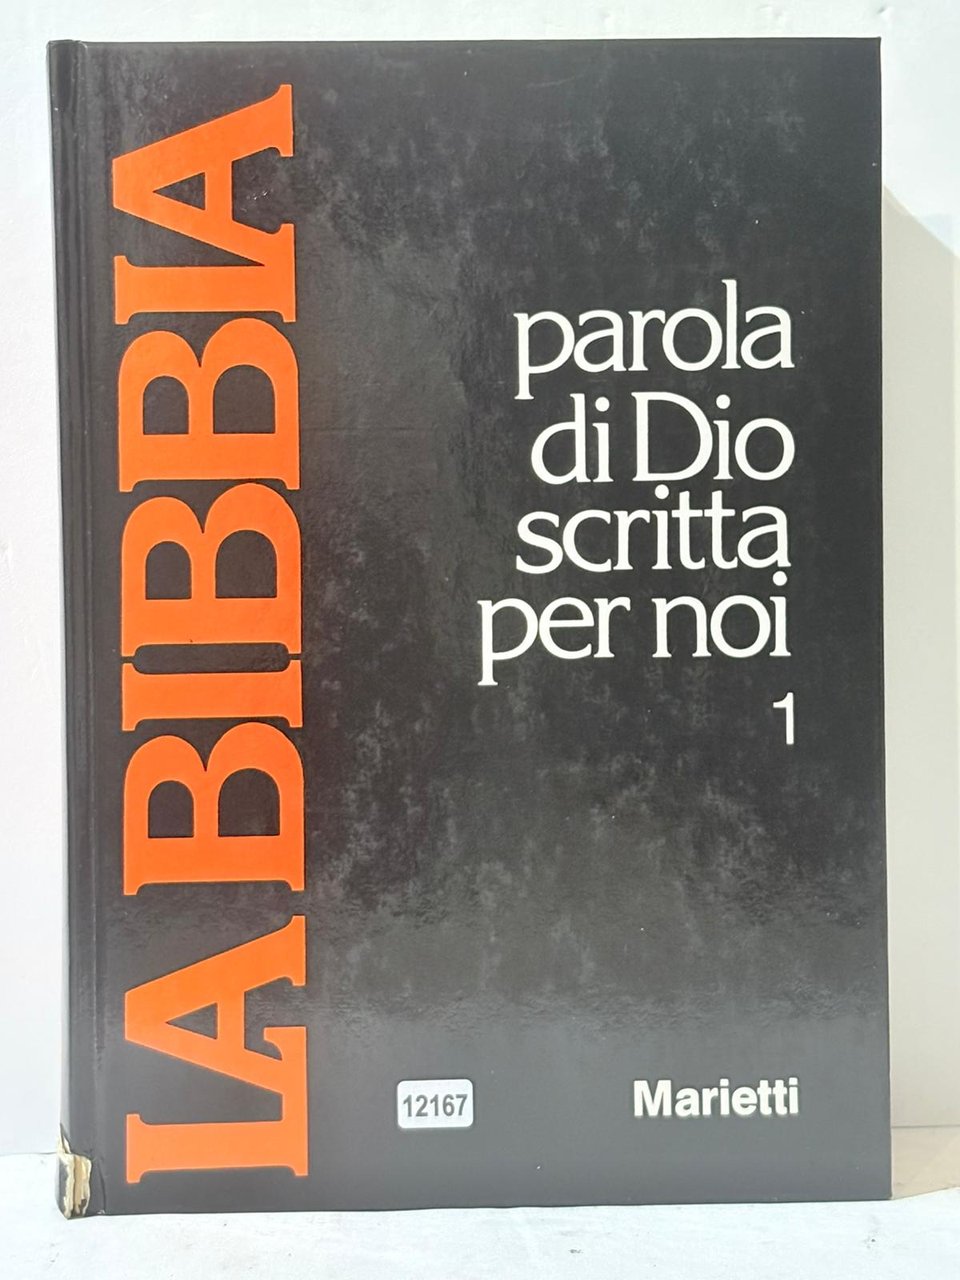 LA BIBBIA
parola
di Dio
scritta
per noi
1
12167
Marietti